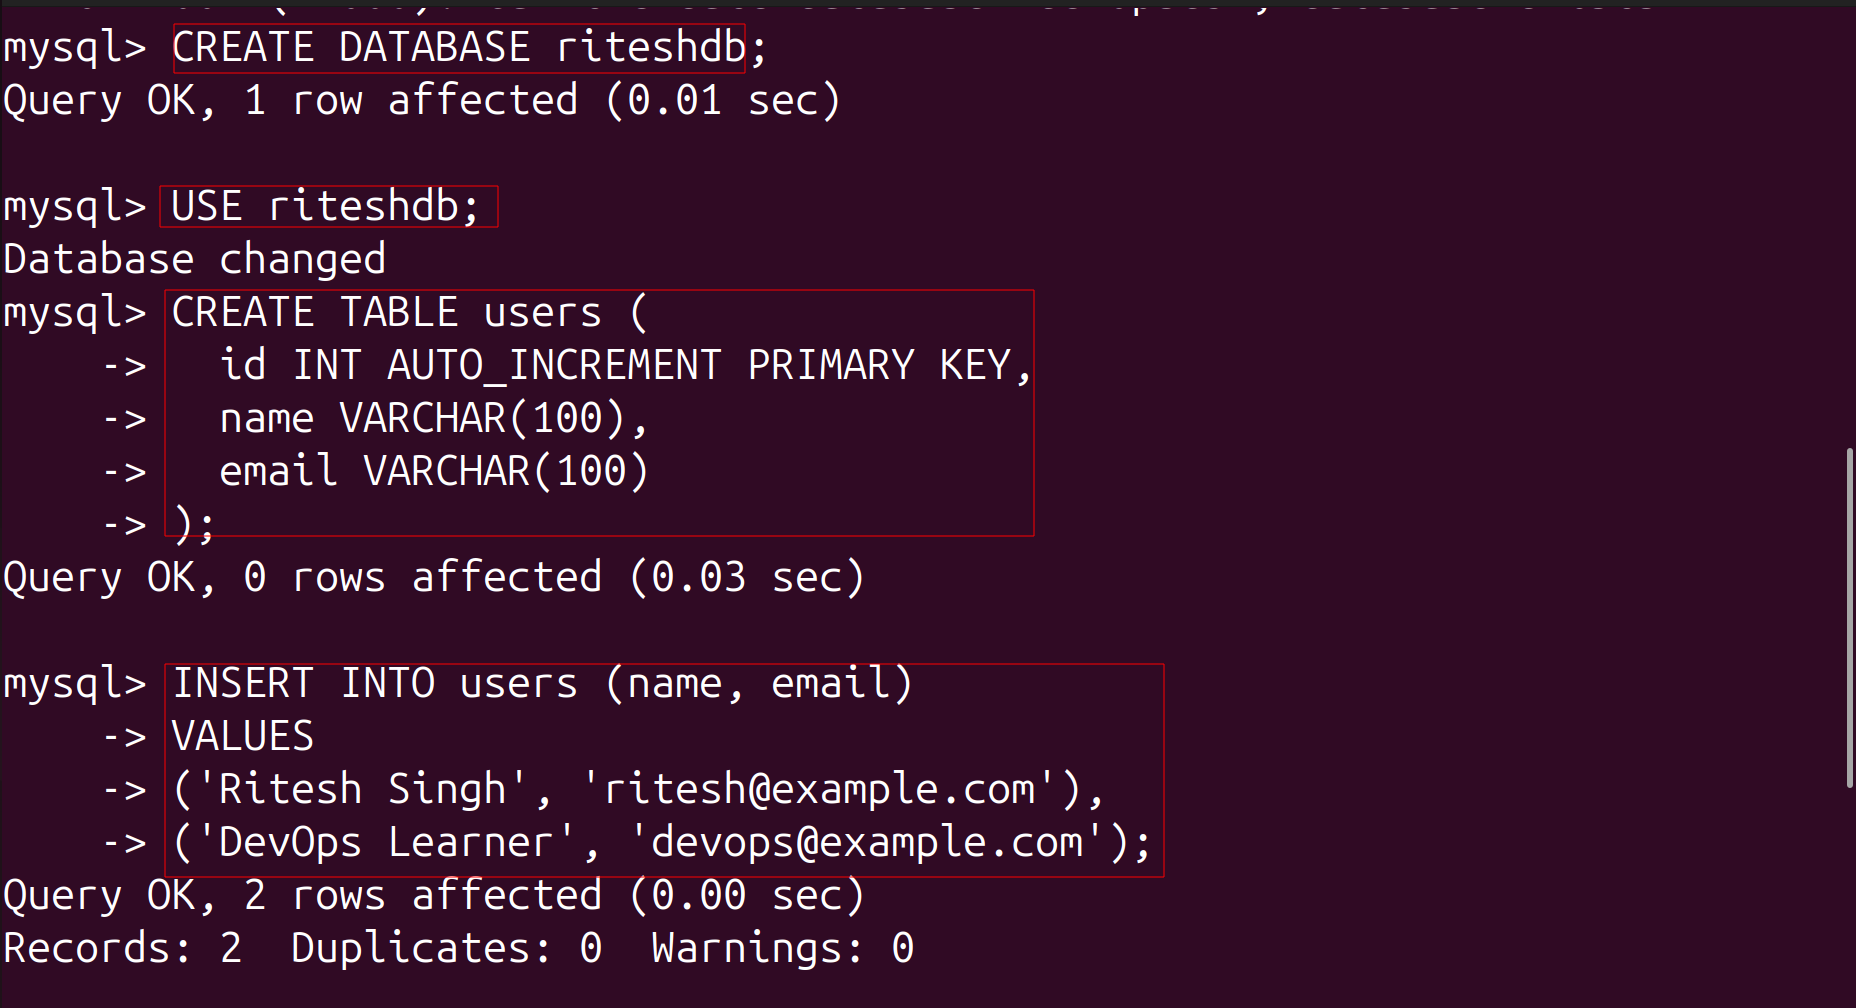 mysql> CREATE DATABASE riteshdb;
Query OK, 1 row affected (0.01 sec)
mysql> USE riteshdb;
Database changed
mysql> CREATE TABLE users (
    ->   id INT AUTO_INCREMENT PRIMARY KEY,
    ->   name VARCHAR(100),
    ->   email VARCHAR(100)
    -> );
Query OK, 0 rows affected (0.03 sec)
mysql> INSERT INTO users (name, email)
    -> VALUES
    -> ('Ritesh Singh', 'ritesh@example.com'),
    -> ('DevOps Learner', 'devops@example.com');
Query OK, 2 rows affected (0.00 sec)
Records: 2  Duplicates: 0  Warnings: 0